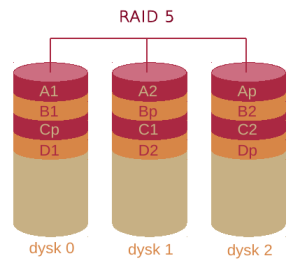 RAID 5
A1 A2 Ap
B1 Bp B2
Cp C1 C2
D1 D2 Dp
dysk 0 dysk 1 dysk 2